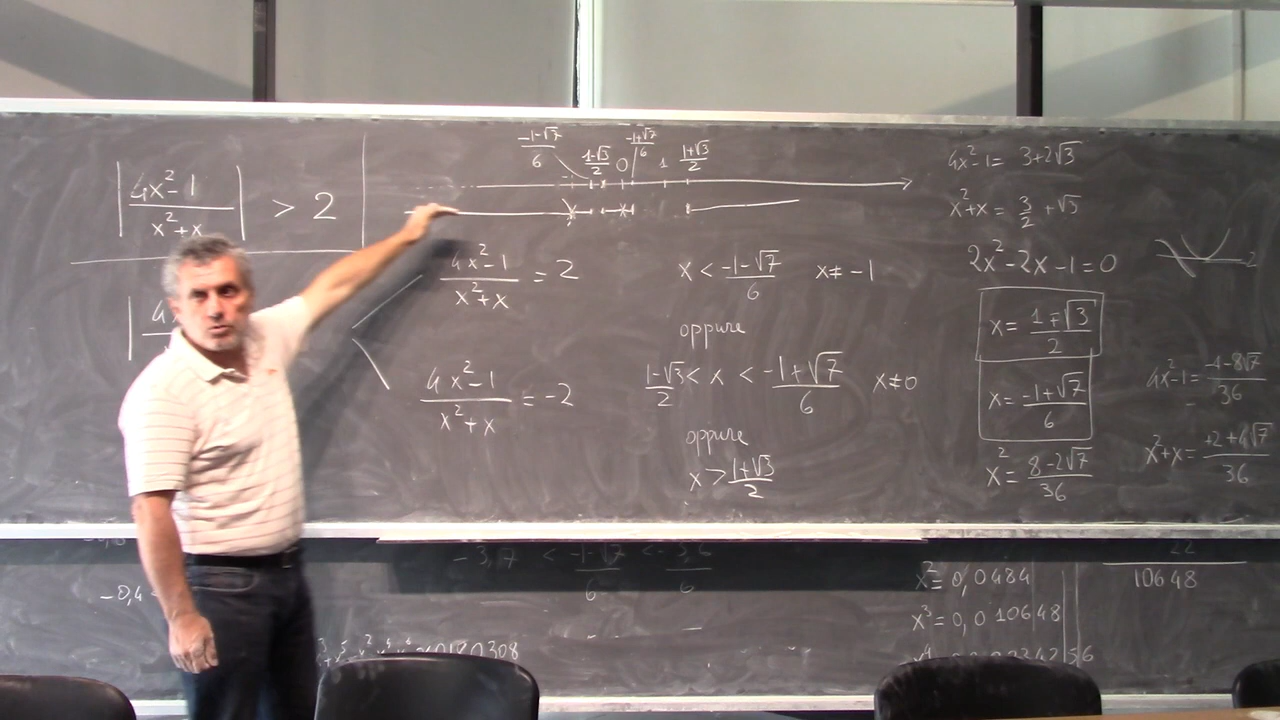 |4x²-1 / x²+x| > 2
(-1-√7)/6 (1-√3)/2 0 (-1+√7)/6 1 (1+√3)/2
(4x²-1)/(x²+x) = 2
(4x²-1)/(x²+x) = -2
x < (-1-√7)/6 x ≠ -1
oppure
(1-√3)/2 < x < (-1+√7)/6 x ≠ 0
oppure
x > (1+√3)/2
4x²-1 = 3+2√3
x²+x = 3/2 + √3
2x²-2x-1=0
x = (1∓√3)/2
x = (-1+√7)/6
x² = (8-2√7)/36
4x²-1 = (-4-8√7)/36
x²+x = (+2+4√7)/36
-3,7 < (-1-√7)/6 < -3,6/6
-0,4
x² = 0,0484
x³ = 0,010648
22
10648